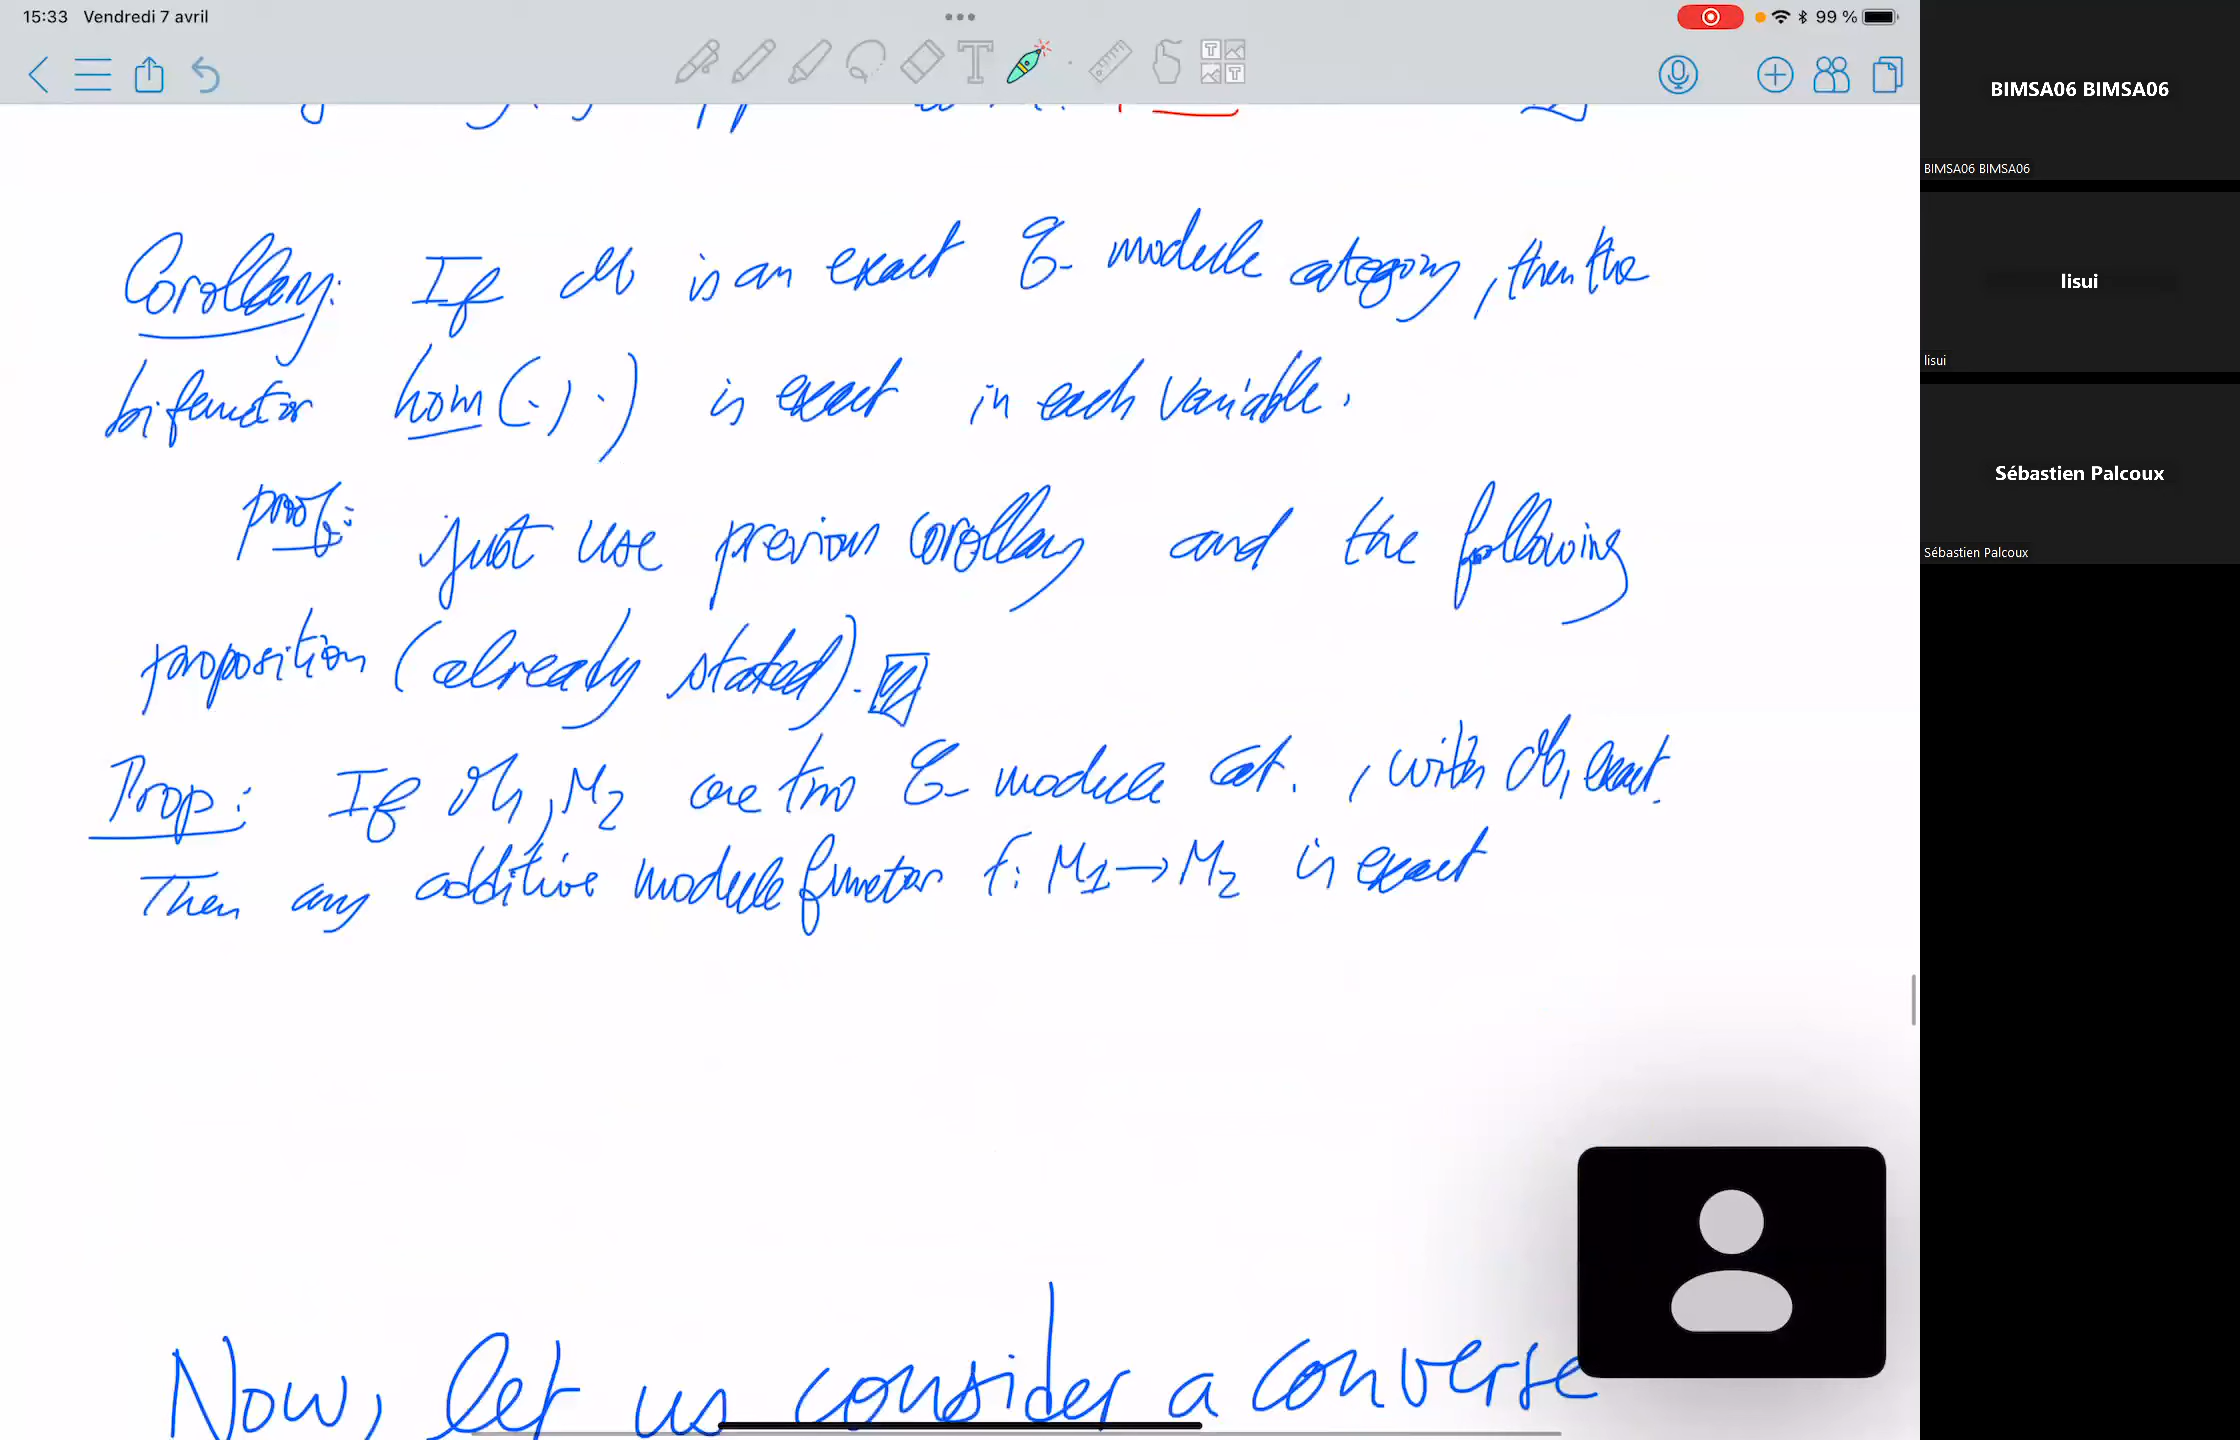 15:33 Vendredi 7 avril
99 %
Corollary: If M is an exact C-module category, then the
bifunctor hom(·,·) is exact in each variable.
proof: just use previous corollary and the following
proposition (already stated).
Prop: If M1, M2 are two C-module cat., with M1 exact.
Then any additive module functor F: M1 → M2 is exact
Now, let us consider a converse
BIMSA06 BIMSA06
BIMSA06 BIMSA06
lisui
lisui
Sébastien Palcoux
Sébastien Palcoux